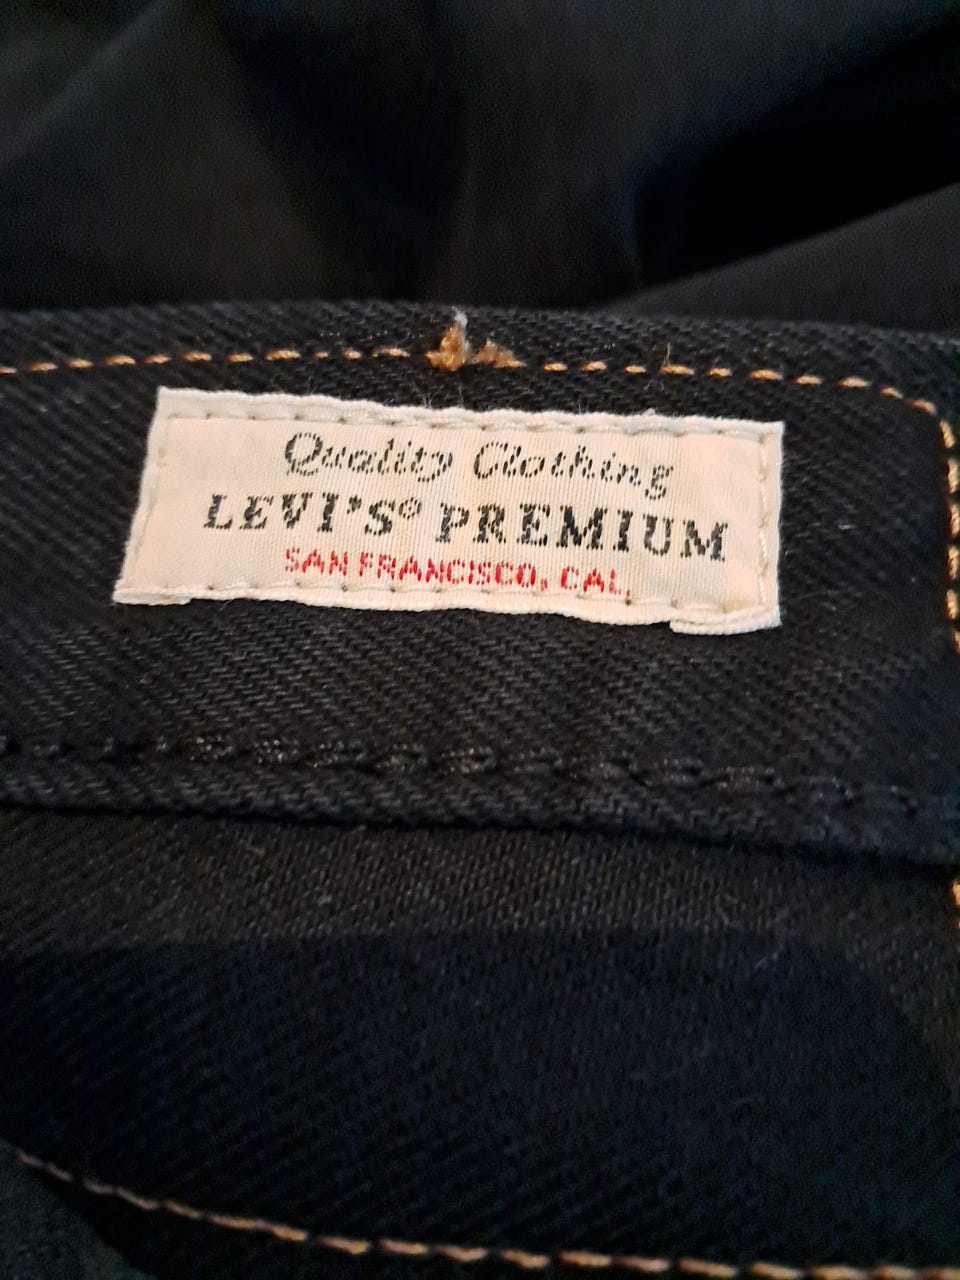 Quality Clothing
LEVI'S® PREMIUM
SAN FRANCISCO, CAL.